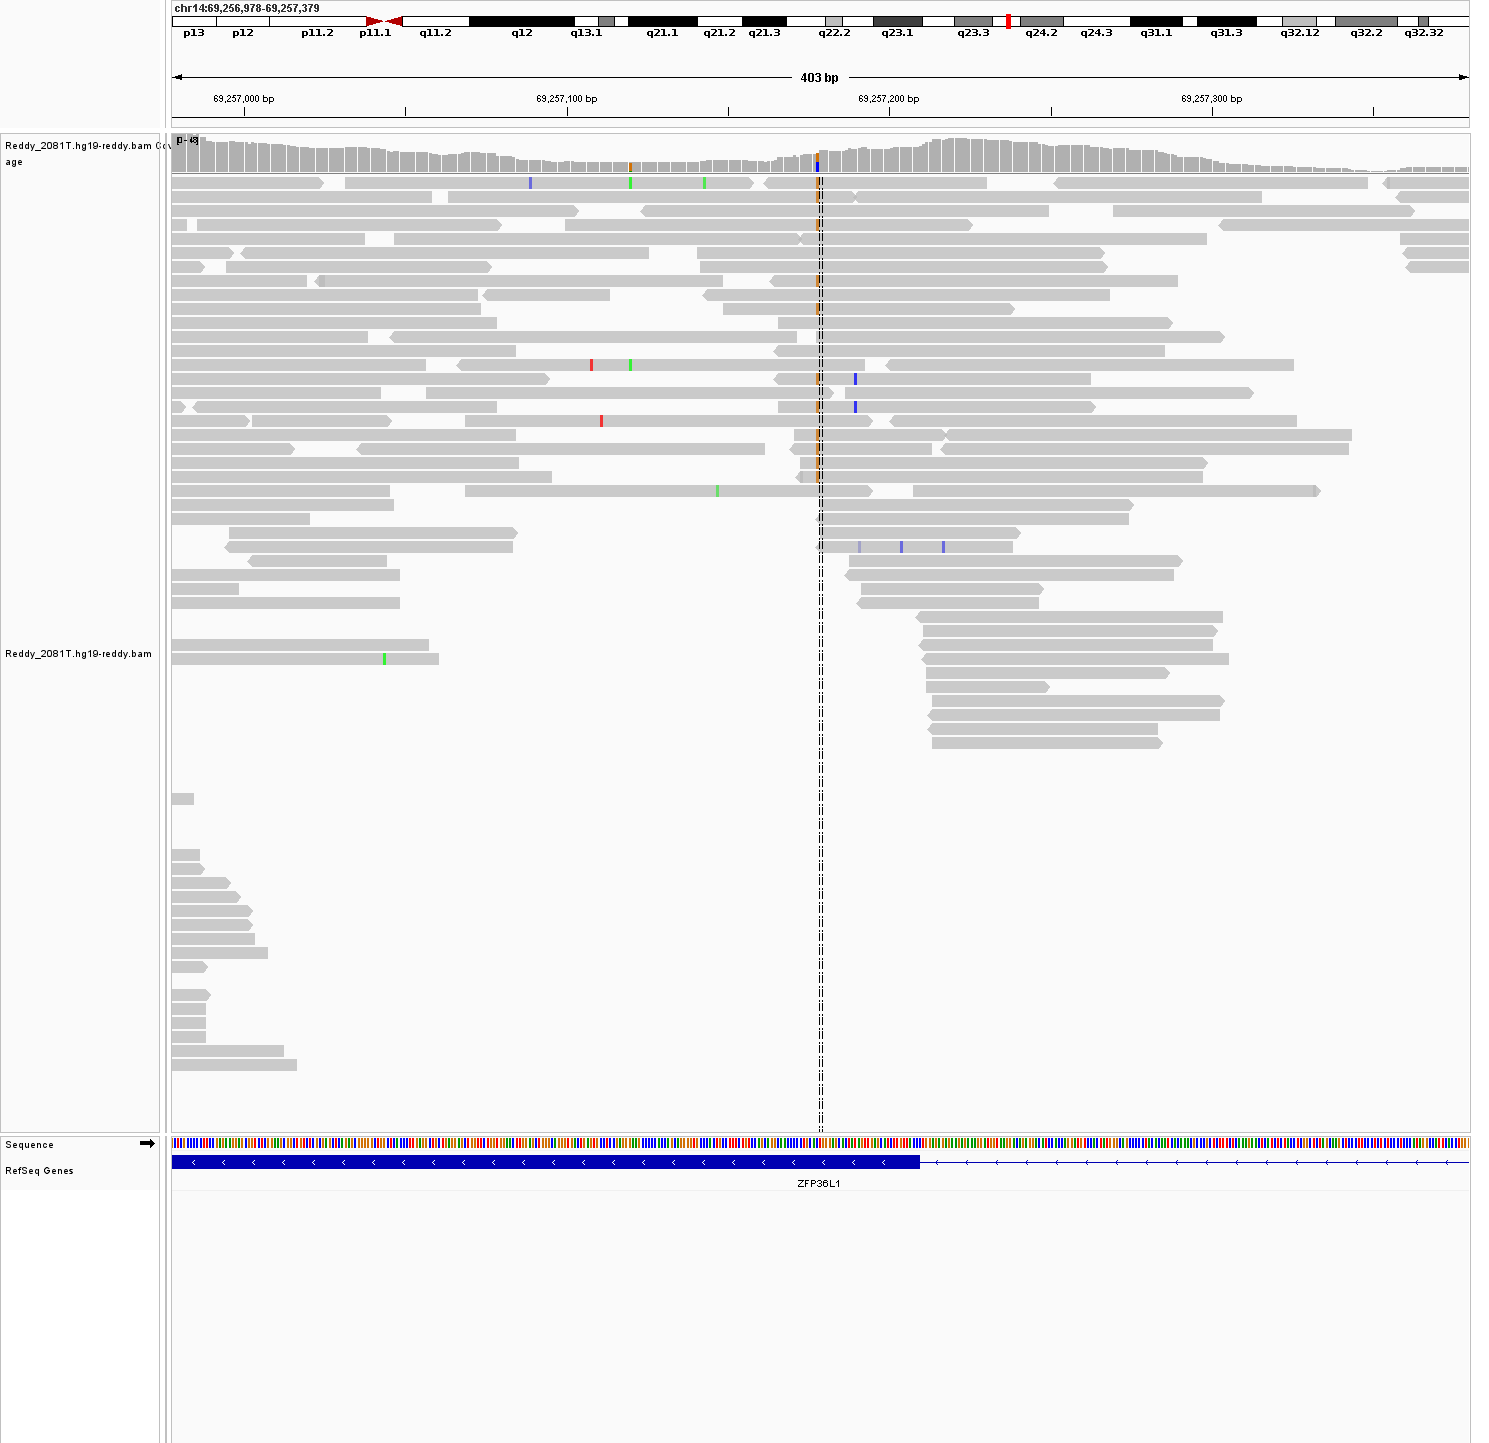 chr14:69,256,978-69,257,379
p13 p12 p11.2 p11.1 q11.2 q12 q13.1 q21.1 q21.2 q21.3 q22.2 q23.1 q23.3 q24.2 q24.3 q31.1 q31.3 q32.12 q32.2 q32.32
403 bp
69,257,000 bp 69,257,100 bp 69,257,200 bp 69,257,300 bp
Reddy_2081T.hg19-reddy.bam
age
Reddy_2081T.hg19-reddy.bam
Sequence
RefSeq Genes
ZFP36L1